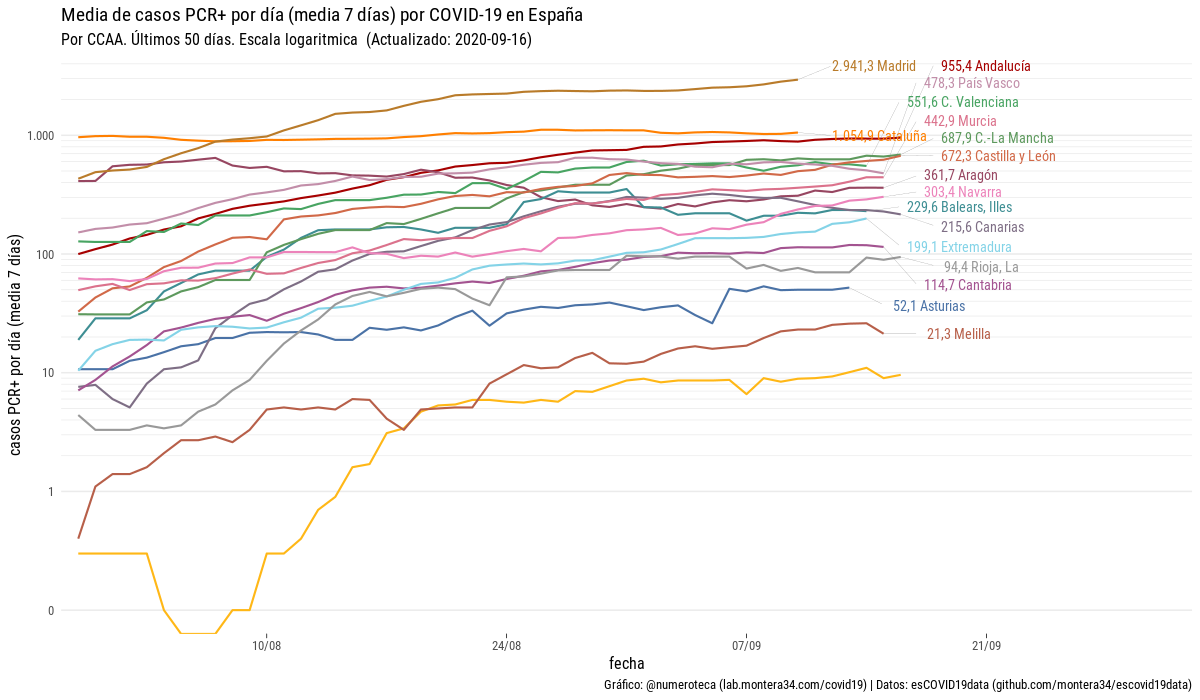 Media de casos PCR+ por día (media 7 días) por COVID-19 en España
Por CCAA. Últimos 50 días. Escala logaritmica  (Actualizado: 2020-09-16)
casos PCR+ por día (media  7 días)
1.000
100
10
1
0
2.941,3 Madrid
955,4 Andalucía
478,3 País Vasco
551,6 C. Valenciana
442,9 Murcia
1.054,9 Cataluña
687,9 C.-La Mancha
672,3 Castilla y León
361,7 Aragón
303,4 Navarra
229,6 Balears, Illes
215,6 Canarias
199,1 Extremadura
94,4 Rioja, La
114,7 Cantabria
52,1 Asturias
21,3 Melilla
10/08
24/08
07/09
21/09
fecha
Gráfico: @numeroteca (lab.montera34.com/covid19) | Datos: esCOVID19data (github.com/montera34/escovid19data)